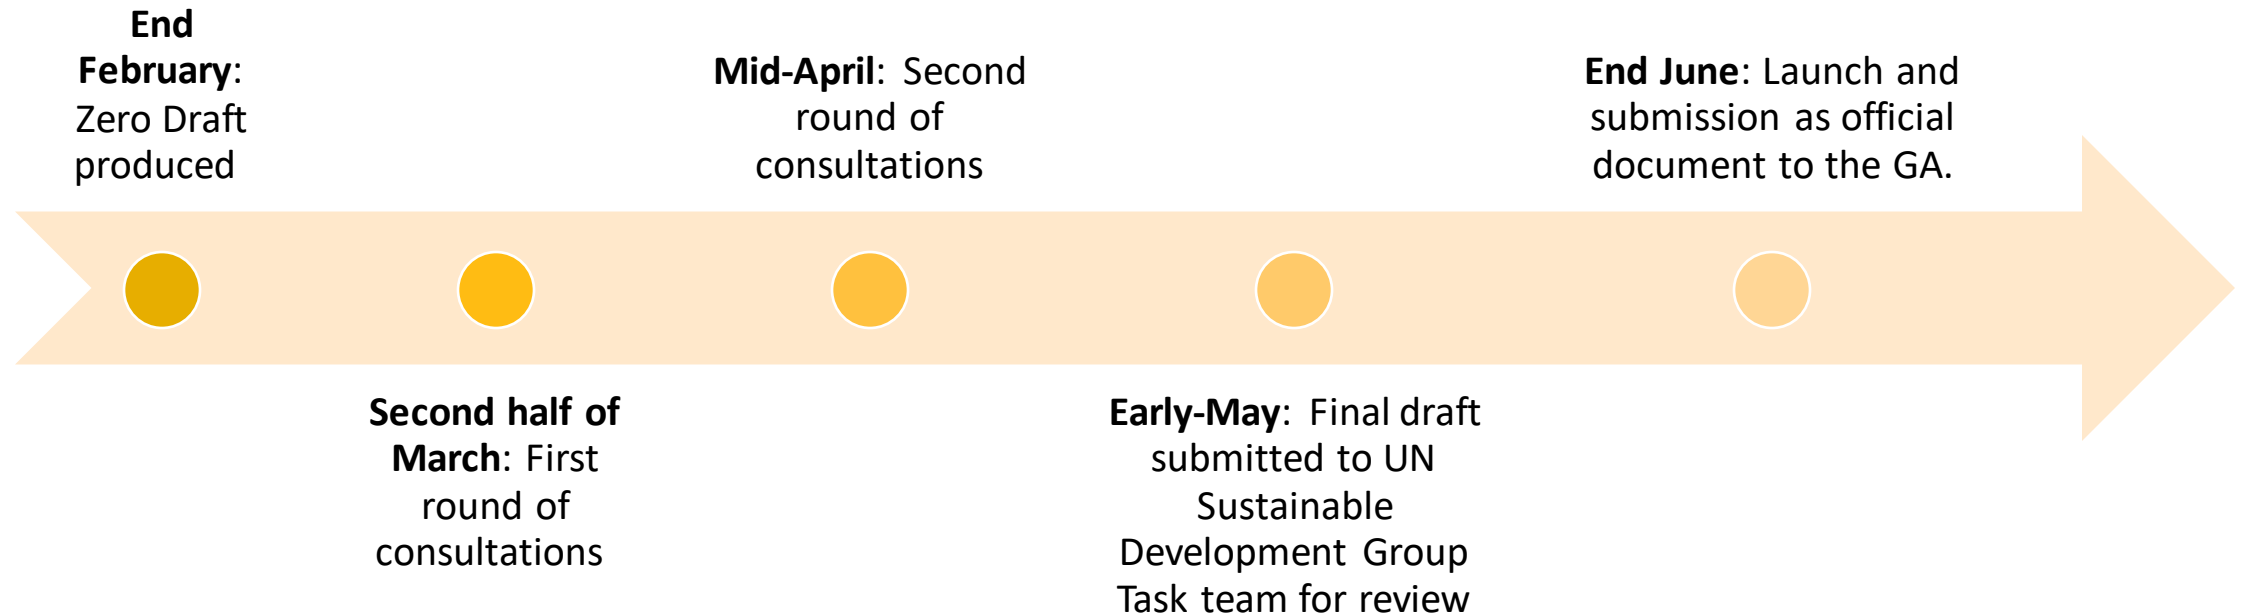 End
February:
Zero Draft
produced
Second half of
March: First
round of
consultations
Mid-April: Second
round of
consultations
Early-May: Final draft
submitted to UN
Sustainable
Development Group
Task team for review
End June: Launch and
submission as official
document to the GA.